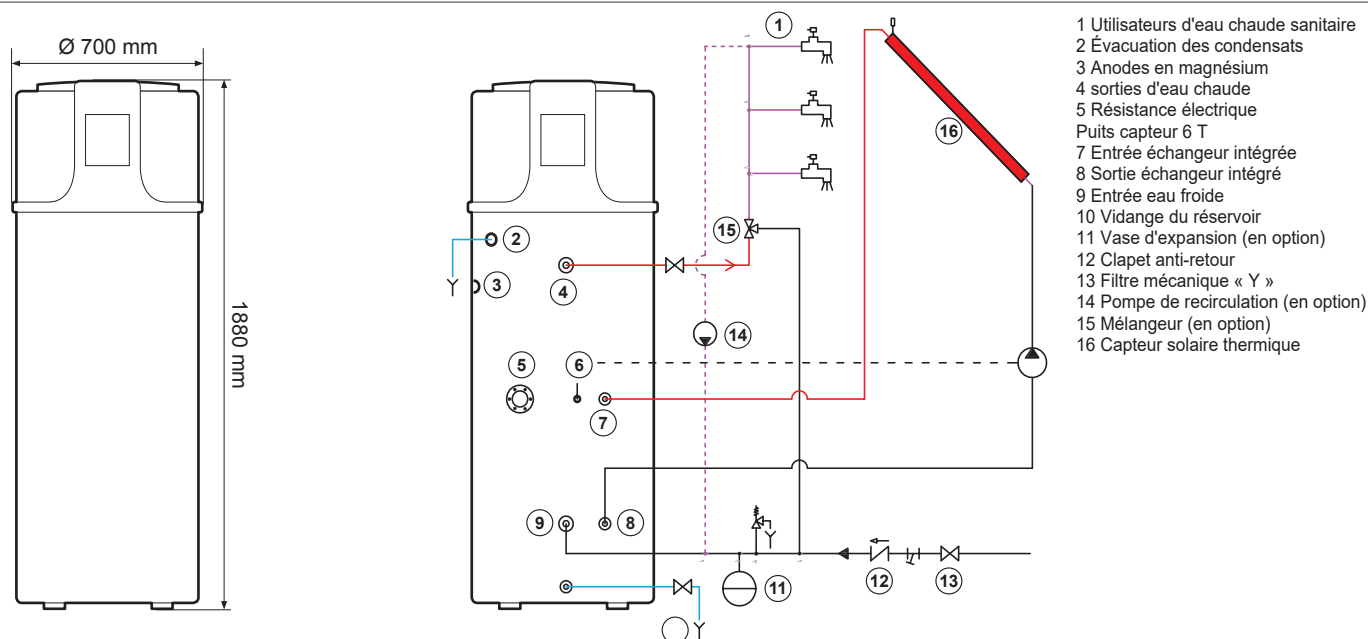 Ø 700 mm
1880 mm
1
2
3
4
5
6
7
8
9
11
12
13
14
15
16
1 Utilisateurs d'eau chaude sanitaire
2 Évacuation des condensats
3 Anodes en magnésium
4 sorties d'eau chaude
5 Résistance électrique
Puits capteur 6 T
7 Entrée échangeur intégrée
8 Sortie échangeur intégré
9 Entrée eau froide
10 Vidange du réservoir
11 Vase d'expansion (en option)
12 Clapet anti-retour
13 Filtre mécanique « Y »
14 Pompe de recirculation (en option)
15 Mélangeur (en option)
16 Capteur solaire thermique